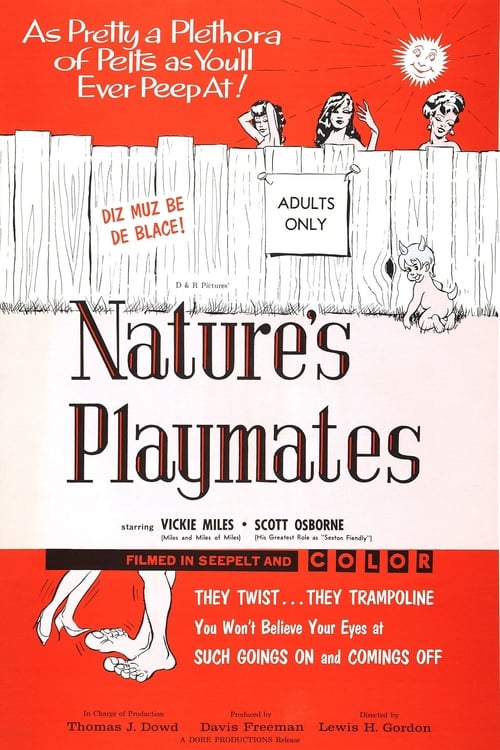 As Pretty a Plethora
of Pelts as You'll
Ever Peep At!
ADULTS
ONLY
DIZ MUZ BE
DE BLACE!
D & R Pictures'
Nature's
Playmates
starring VICKIE MILES • SCOTT OSBORNE
(Miles and Miles of Miles) (His Greatest Role as "Sexton Fiendly")
FILMED IN SEEPELT AND COLOR
THEY TWIST...THEY TRAMPOLINE
You Won't Believe Your Eyes at
SUCH GOINGS ON and COMINGS OFF
In Charge of Production Produced by Directed by
Thomas J. Dowd Davis Freeman Lewis H. Gordon
A DORE PRODUCTIONS Release